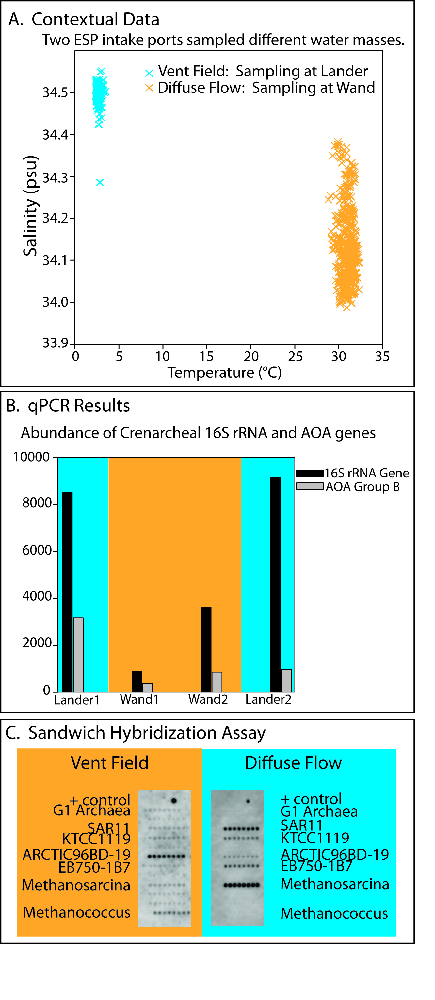 A. Contextual Data
Two ESP intake ports sampled different water masses.
Vent Field: Sampling at Lander
Diffuse Flow: Sampling at Wand
34.5
34.4
34.3
34.2
34.1
34.0
33.9
Salinity (psu)
0 5 10 15 20 25 30 35
Temperature (°C)
B. qPCR Results
Abundance of Crenarcheal 16S rRNA and AOA genes
10000
8000
6000
4000
2000
0
16S rRNA Gene
AOA Group B
Lander1 Wand1 Wand2 Lander2
C. Sandwich Hybridization Assay
Vent Field
+ control
G1 Archaea
SAR11
KTCC1119
ARCTIC96BD-19
EB750-1B7
Methanosarcina
Methanococcus
Diffuse Flow
+ control
G1 Archaea
SAR11
KTCC1119
ARCTIC96BD-19
EB750-1B7
Methanosarcina
Methanococcus